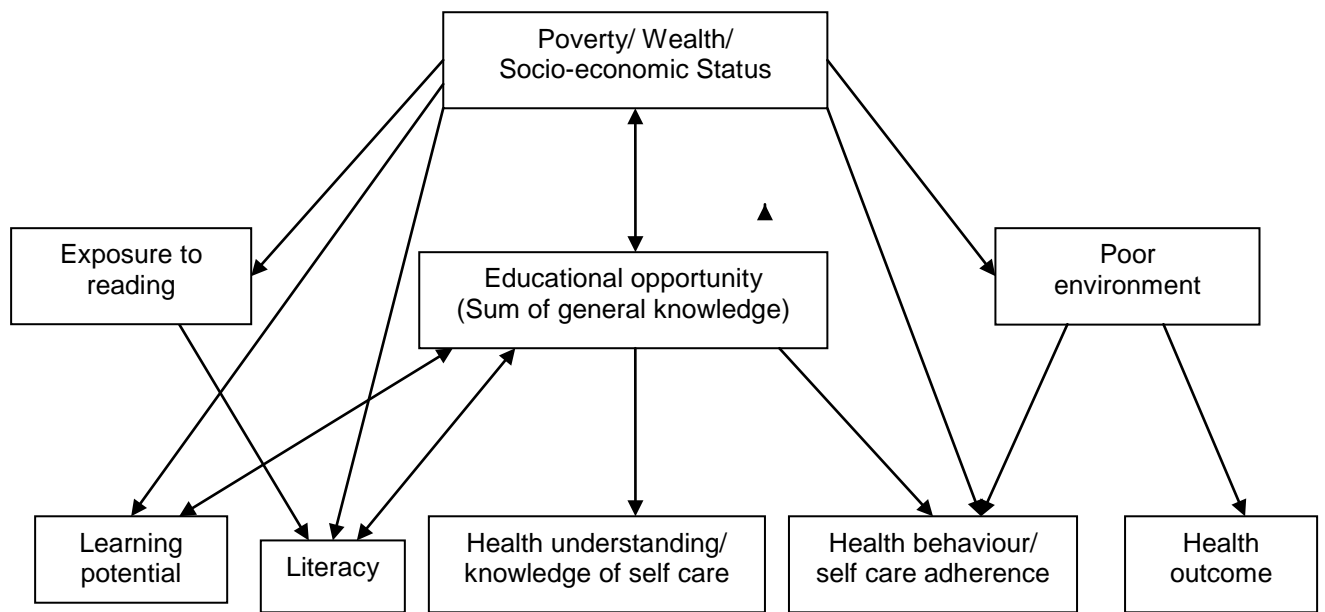 Poverty/ Wealth/
Socio-economic Status
Exposure to
reading
Educational opportunity
(Sum of general knowledge)
Poor
environment
Learning
potential
Literacy
Health understanding/
knowledge of self care
Health behaviour/
self care adherence
Health
outcome